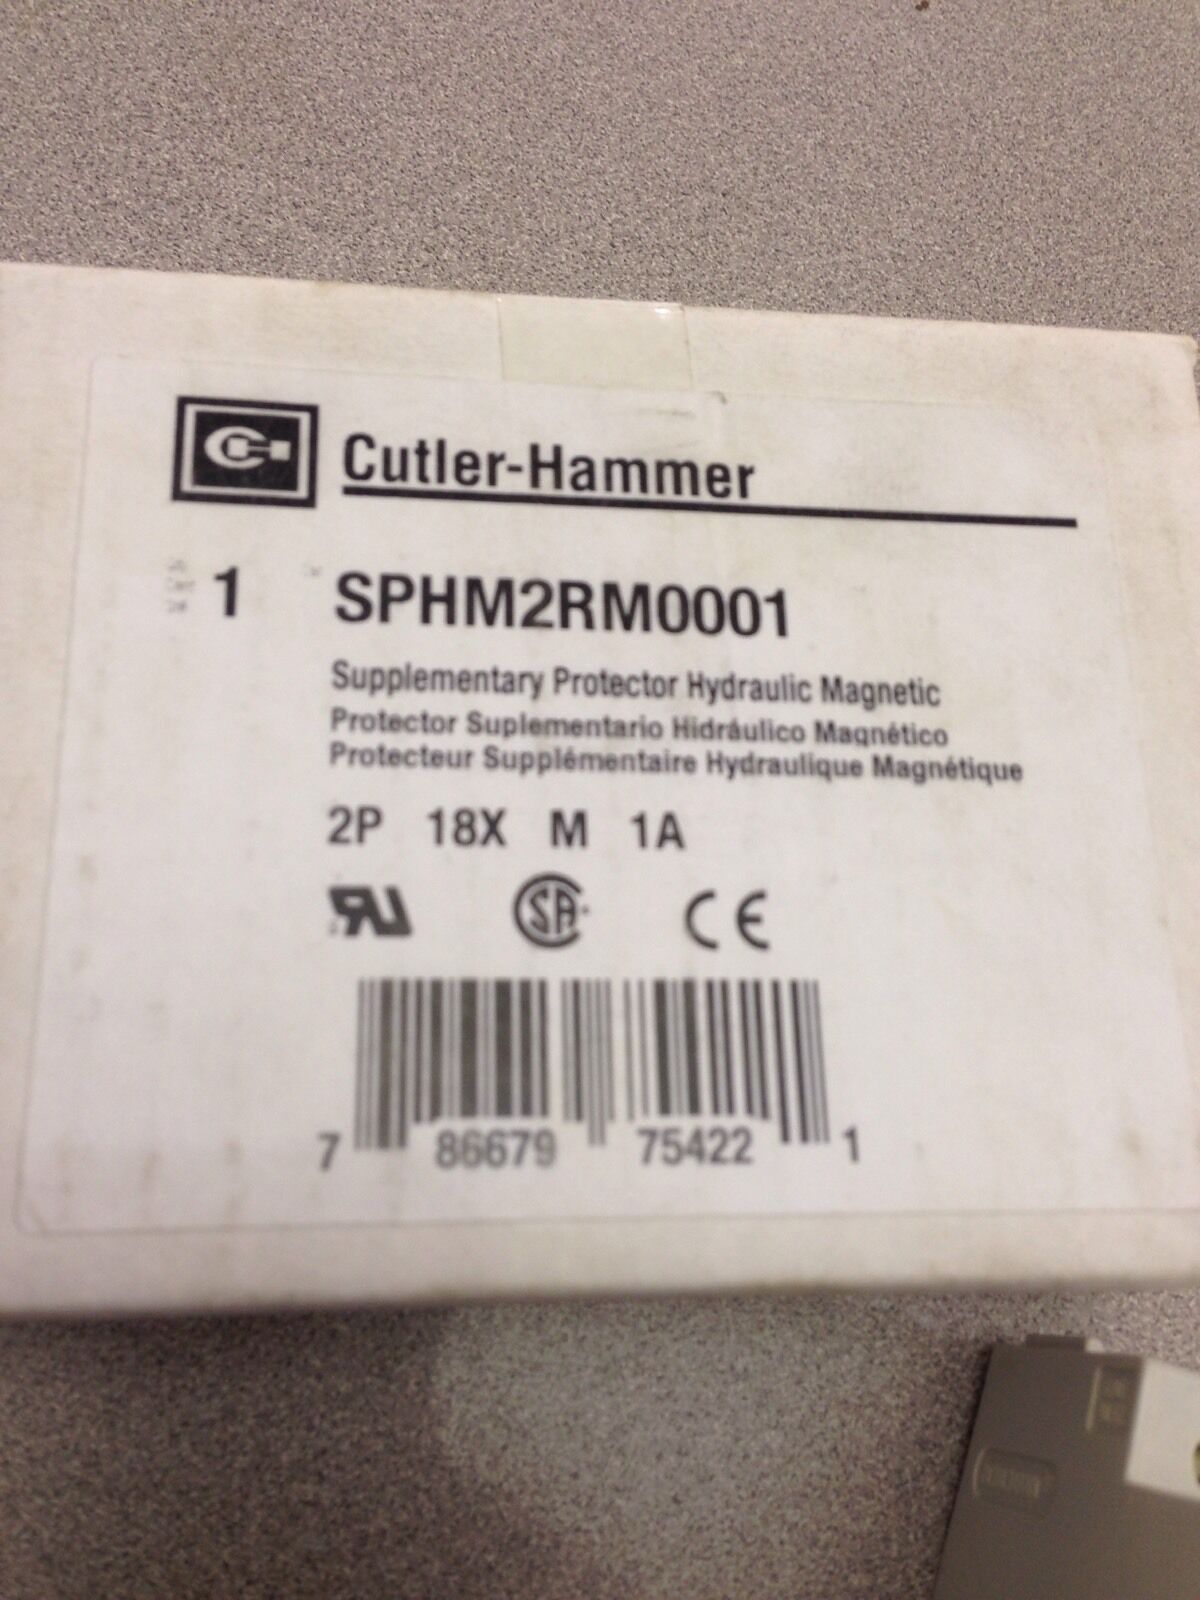 Cutler-Hammer
1 SPHM2RM0001
Supplementary Protector Hydraulic Magnetic
Protector Suplementario Hidráulico Magnético
Protecteur Supplémentaire Hydraulique Magnétique
2P 18X M 1A
CE
7 86679 75422 1